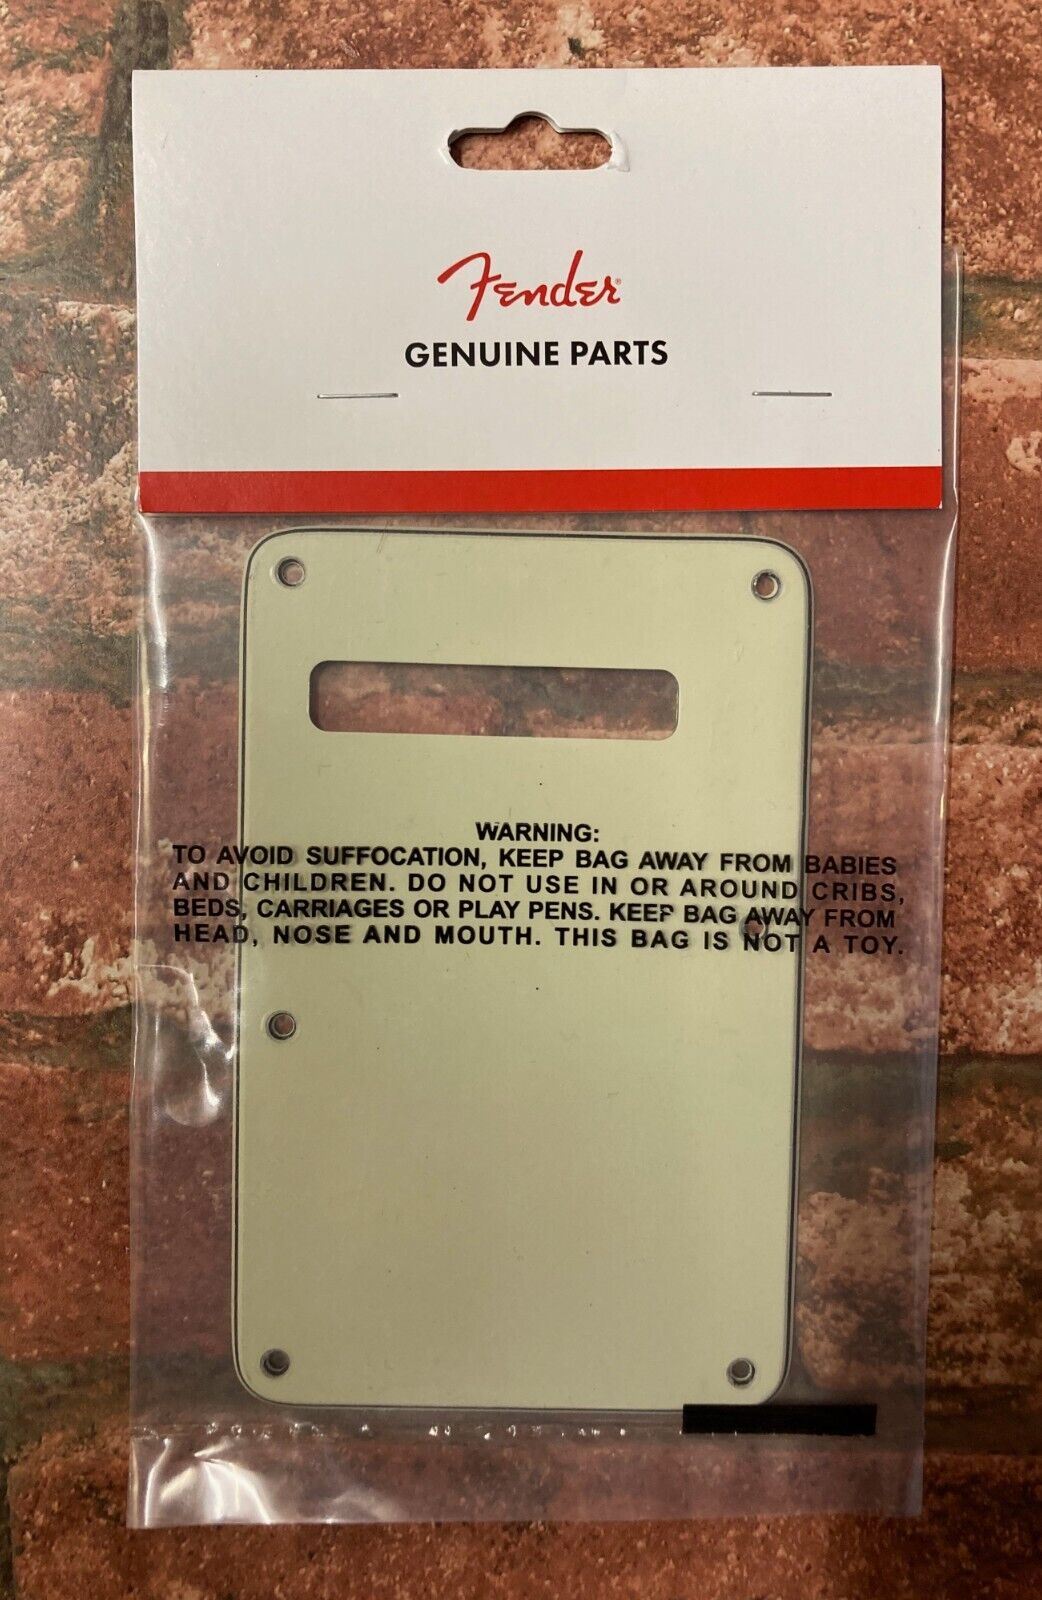 Fender®
GENUINE PARTS
WARNING:
TO AVOID SUFFOCATION, KEEP BAG AWAY FROM BABIES
AND CHILDREN. DO NOT USE IN OR AROUND CRIBS,
BEDS, CARRIAGES OR PLAY PENS. KEEP BAG AWAY FROM
HEAD, NOSE AND MOUTH. THIS BAG IS NOT A TOY.